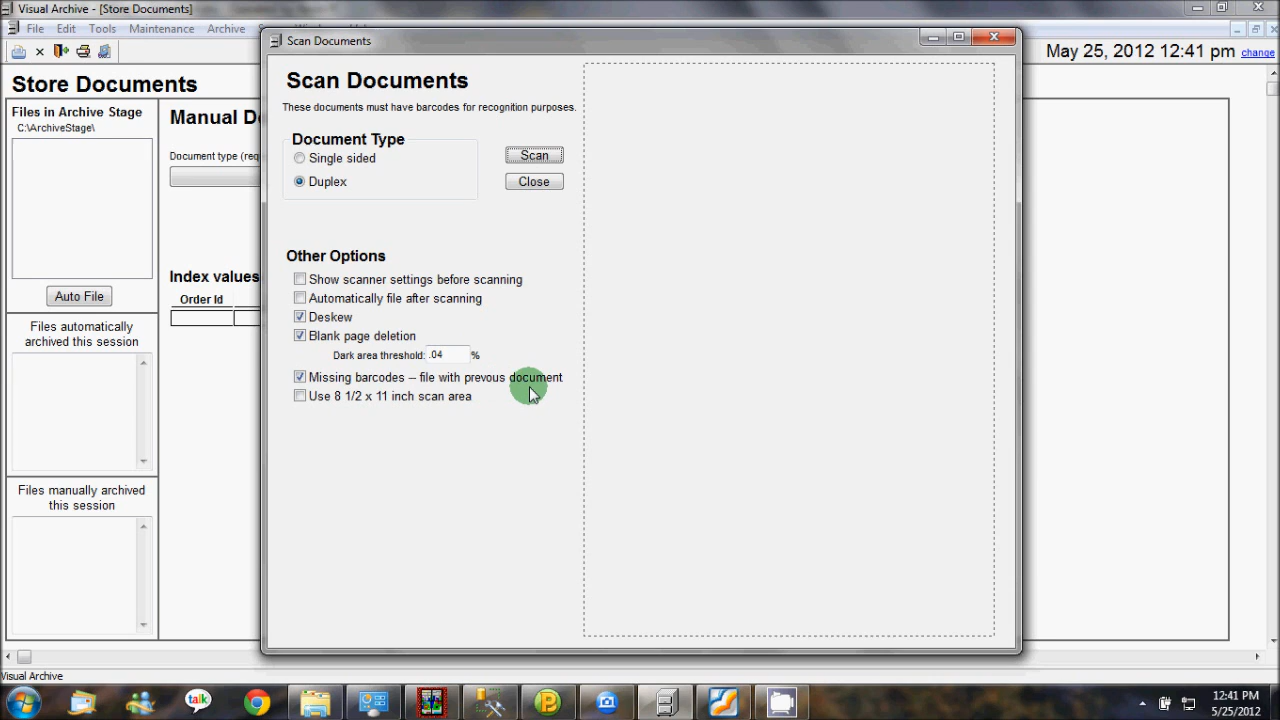 Visual Archive - [Store Documents]
File Edit Tools Maintenance Archive
Scan Documents
May 25, 2012 12:41 pm change
Store Documents
Files in Archive Stage
C:\ArchiveStage\
Auto File
Files automatically
archived this session
Files manually archived
this session
Manual D
Document type (req
Index values
Order Id
Scan Documents
These documents must have barcodes for recognition purposes.
Document Type
Single sided
Duplex
Scan
Close
Other Options
Show scanner settings before scanning
Automatically file after scanning
Deskew
Blank page deletion
Dark area threshold: .04 %
Missing barcodes -- file with prevous document
Use 8 1/2 x 11 inch scan area
Visual Archive
talk
12:41 PM
5/25/2012